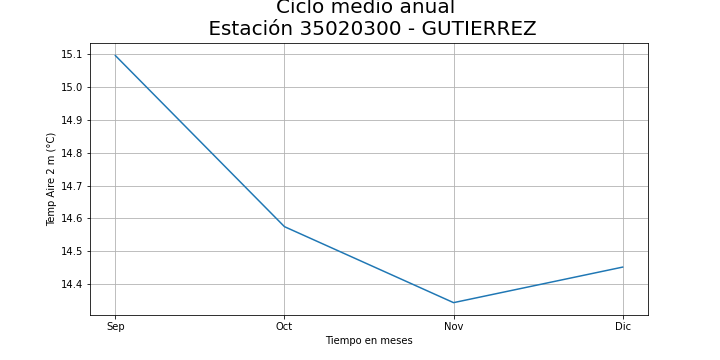 Ciclo medio anual
Estación 35020300 - GUTIERREZ
15.1
15.0
14.9
14.8
14.7
14.6
14.5
14.4
Temp Aire 2 m (°C)
Sep Oct Nov Dic
Tiempo en meses